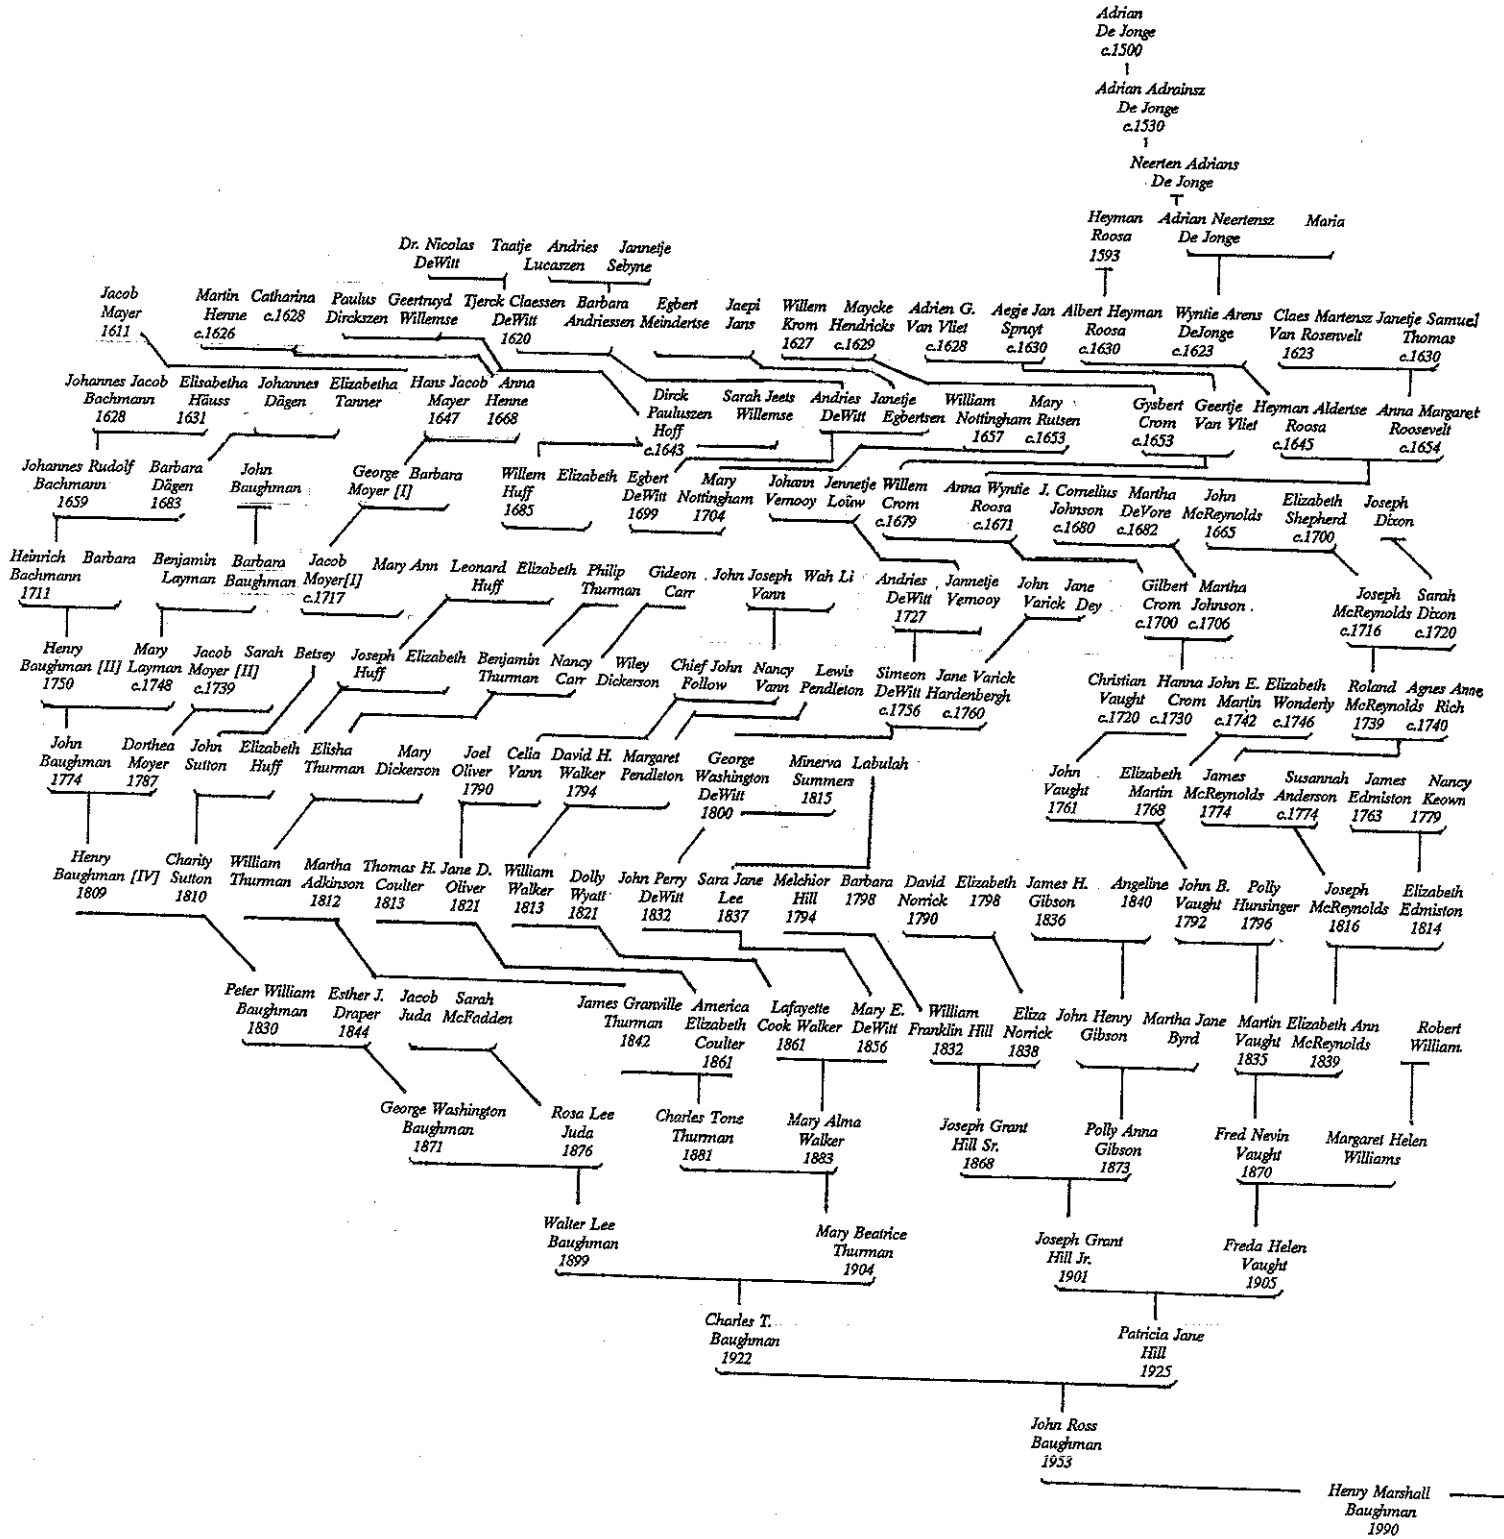 Adrian
De Jonge
c.1500
Adrian Adrainsz
De Jonge
c.1530
Neerten Adrians
De Jonge
Heyman
Roosa
1593
Adrian Neertensz
De Jonge
Maria
Dr. Nicolas
DeWitt
Taatje
Andries
Lucaszen
Jannetje
Sebyne
Jacob
Mayer
1611
Martin
Henne
c.1626
Catharina
c.1628
Paulus
Dirckszen
Geertruyd
Willemse
Tjerck Claessen
DeWitt
1620
Barbara
Andriessen
Egbert
Meindertse
Jaepi
Jans
Willem
Krom
1627
Maycke
Hendricks
c.1629
Adrien G.
Van Vliet
c.1628
Aegie Jan
Spruyt
c.1630
Albert Heyman
Roosa
c.1630
Wyntie Arens
DeJonge
c.1623
Claes Martensz
Van Rosenvelt
1623
Janetje Samuel
Thomas
c.1630
Johannes Jacob
Bachmann
1628
Elisabetha
Häuss
1631
Johannes
Dägen
Elizabetha
Tanner
Hans Jacob
Mayer
1647
Anna
Henne
1668
Dirck
Pauluszen
Hoff
c.1643
Sarah Jeets
Willemse
Andries
DeWitt
Janetje
Egbertsen
William
Nottingham
1657
Mary
Rutsen
c.1653
Gysbert
Crom
c.1653
Geertje
Van Vliet
Heyman Aldertse
Roosa
c.1645
Anna Margaret
Roosevelt
c.1654
Johannes Rudolf
Bachmann
1659
Barbara
Dägen
1683
John
Baughman
George
Moyer [I]
Barbara
Willem
Huff
1685
Elizabeth
Egbert
DeWitt
1699
Mary
Nottingham
1704
Johann
Vernooy
Jennetje
Loüw
Willem
Crom
c.1679
Anna Wyntie
Roosa
c.1671
J. Cornelius
Johnson
c.1680
Martha
DeVore
c.1682
John
McReynolds
1665
Elizabeth
Shepherd
c.1700
Joseph
Dixon
Heinrich
Bachmann
1711
Barbara
Benjamin
Layman
Barbara
Baughman
Jacob
Moyer[I]
c.1717
Mary Ann
Leonard
Huff
Elizabeth
Philip
Thurman
Gideon
Carr
John Joseph
Vann
Wah Li
Andries
DeWitt
1727
Jannetje
Vernooy
John
Varick
Jane
Dey
Gilbert
Crom
c.1700
Martha
Johnson
c.1706
Joseph
McReynolds
c.1716
Sarah
Dixon
c.1720
Henry
Baughman [II]
1750
Mary
Layman
c.1748
Jacob
Moyer [II]
c.1739
Sarah
Betsey
Joseph
Huff
Elizabeth
Benjamin
Thurman
Nancy
Carr
Wiley
Dickerson
Chief John
Follow
Nancy
Vann
Lewis
Pendleton
Simeon
DeWitt
c.1756
Jane Varick
Hardenbergh
c.1760
Christian
Vaught
c.1720
Hanna
Crom
c.1730
John E.
Martin
c.1742
Elizabeth
Wonderly
c.1746
Roland
McReynolds
1739
Agnes Anne
Rich
c.1740
John
Baughman
1774
Dorthea
Moyer
1787
John
Sutton
Elizabeth
Huff
Elisha
Thurman
Mary
Dickerson
Joel
Oliver
1790
Celia
Vann
David H.
Walker
1794
Margaret
Pendleton
George
Washington
DeWitt
1800
Minerva
Summers
1815
Labulah
John
Vaught
1761
Elizabeth
Martin
1768
James
McReynolds
1774
Susannah
Anderson
c.1774
James
Edmiston
1763
Nancy
Keown
1779
Henry
Baughman [IV]
1809
Charity
Sutton
1810
William
Thurman
Martha
Adkinson
1812
Thomas H.
Coulter
1813
Jane D.
Oliver
1821
William
Walker
1813
Dolly
Wyatt
1821
John Perry
DeWitt
1832
Sara Jane
Lee
1837
Melchior
Hill
1794
Barbara
1798
David
Norrick
1790
Elizabeth
1798
James H.
Gibson
1836
Angeline
1840
John B.
Vaught
1792
Polly
Hunsinger
1796
Joseph
McReynolds
1816
Elizabeth
Edmiston
1814
Peter William
Baughman
1830
Esther J.
Draper
1844
Jacob
Juda
Sarah
McFadden
James Granville
Thurman
1842
America
Elizabeth
Coulter
1861
Lafayette
Cook Walker
1861
Mary E.
DeWitt
1856
William
Franklin Hill
1832
Eliza
Norrick
1838
John Henry
Gibson
Martha Jane
Byrd
Martin
Vaught
1835
Elizabeth Ann
McReynolds
1839
Robert
William.
George Washington
Baughman
1871
Rosa Lee
Juda
1876
Charles Tone
Thurman
1881
Mary Alma
Walker
1883
Joseph Grant
Hill Sr.
1868
Polly Anna
Gibson
1873
Fred Nevin
Vaught
1870
Margaret Helen
Williams
Walter Lee
Baughman
1899
Mary Beatrice
Thurman
1904
Joseph Grant
Hill Jr.
1901
Freda Helen
Vaught
1905
Charles T.
Baughman
1922
Patricia Jane
Hill
1925
John Ross
Baughman
1953
Henry Marshall
Baughman
1990